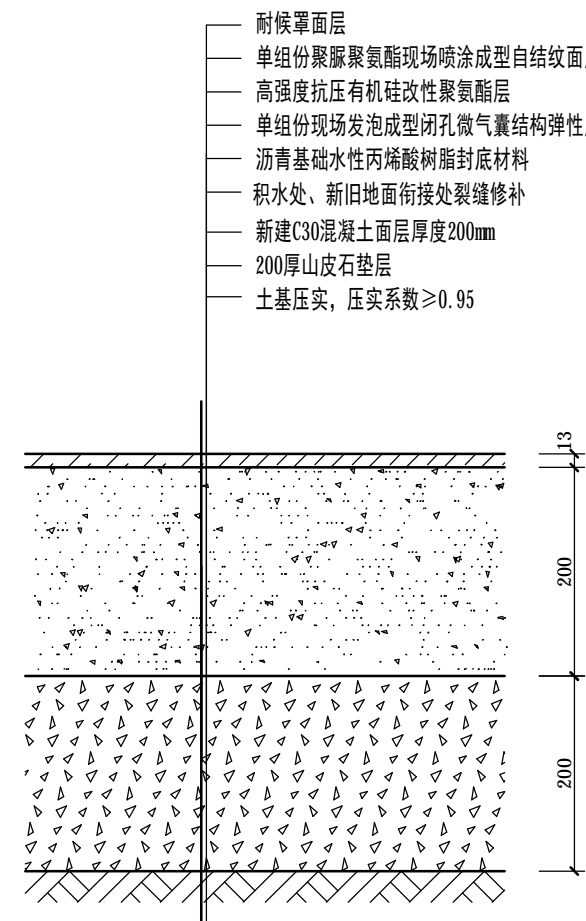 耐候罩面层
单组份聚脲聚氨酯现场喷涂成型自结纹面
高强度抗压有机硅改性聚氨酯层
单组份现场发泡成型闭孔微气囊结构弹性
沥青基础水性丙烯酸树脂封底材料
积水处、新旧地面衔接处裂缝修补
新建C30混凝土面层厚度200mm
200厚山皮石垫层
土基压实，压实系数≥0.95
13
200
200